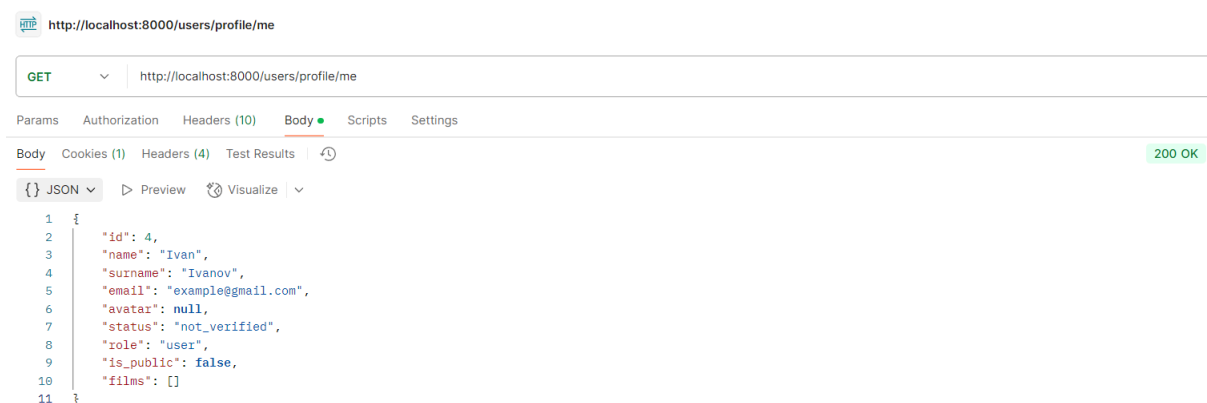 HTTP http://localhost:8000/users/profile/me
GET http://localhost:8000/users/profile/me
Params Authorization Headers (10) Body Scripts Settings
Body Cookies (1) Headers (4) Test Results 200 OK
{} JSON Preview Visualize
1 {
2 "id": 4,
3 "name": "Ivan",
4 "surname": "Ivanov",
5 "email": "example@gmail.com",
6 "avatar": null,
7 "status": "not_verified",
8 "role": "user",
9 "is_public": false,
10 "films": []
11 }